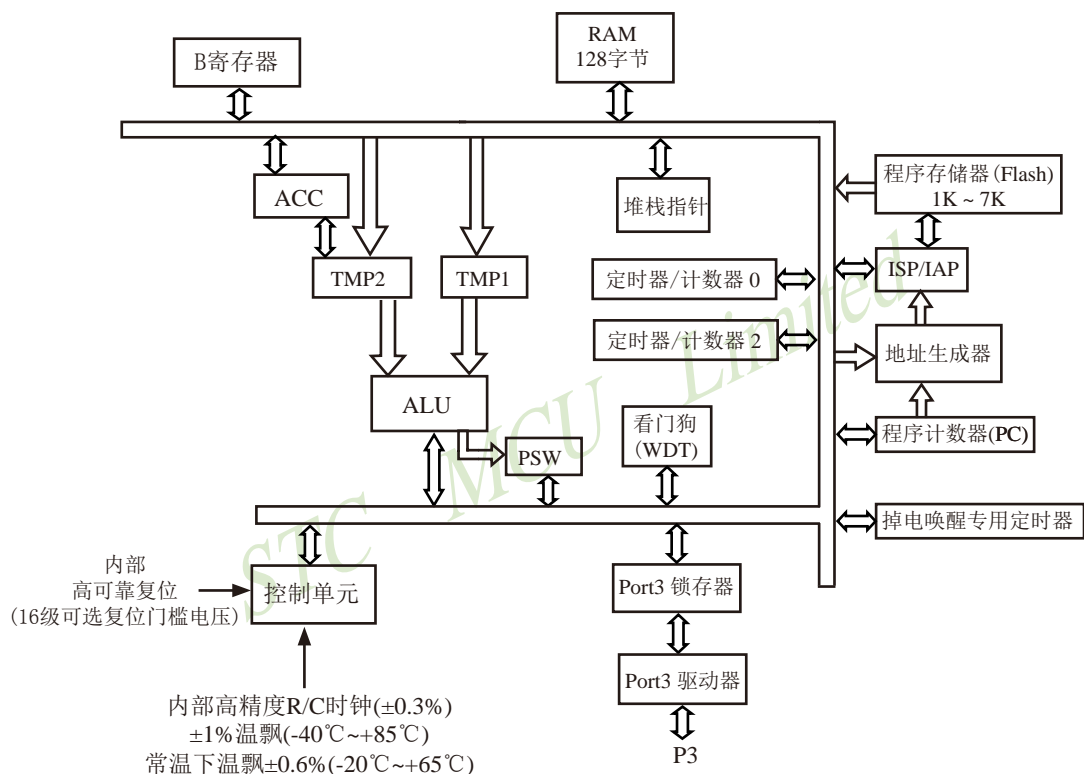 B寄存器
RAM
128字节
ACC
堆栈指针
程序存储器(Flash)
1K ~ 7K
TMP2
TMP1
定时器/计数器 0
ISP/IAP
定时器/计数器 2
地址生成器
ALU
看门狗
(WDT)
程序计数器(PC)
PSW
掉电唤醒专用定时器
内部
高可靠复位
(16级可选复位门槛电压)
控制单元
Port3 锁存器
Port3 驱动器
内部高精度R/C时钟(±0.3%)
±1%温飘(-40℃~+85℃)
常温下温飘±0.6%(-20℃~+65℃)
P3
STC MCU Limited